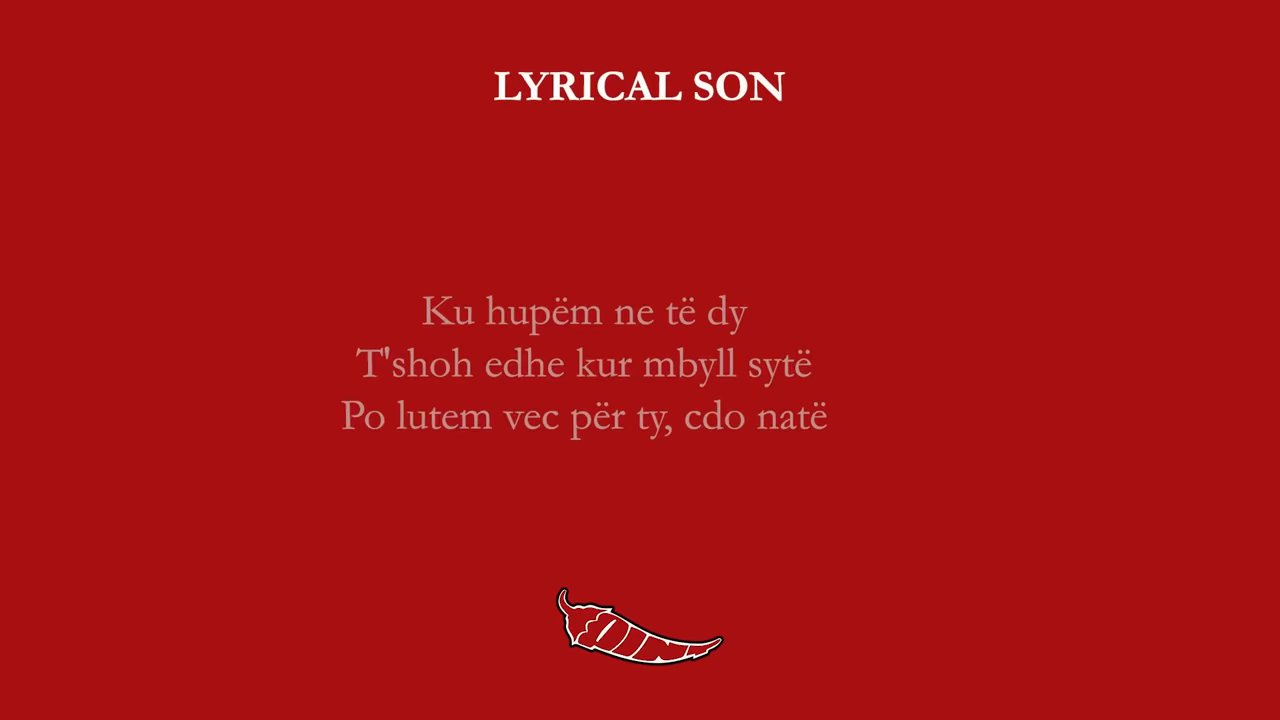 LYRICAL SON
Ku hupëm ne të dy
T'shoh edhe kur mbyll sytë
Po lutem vec për ty, cdo natë